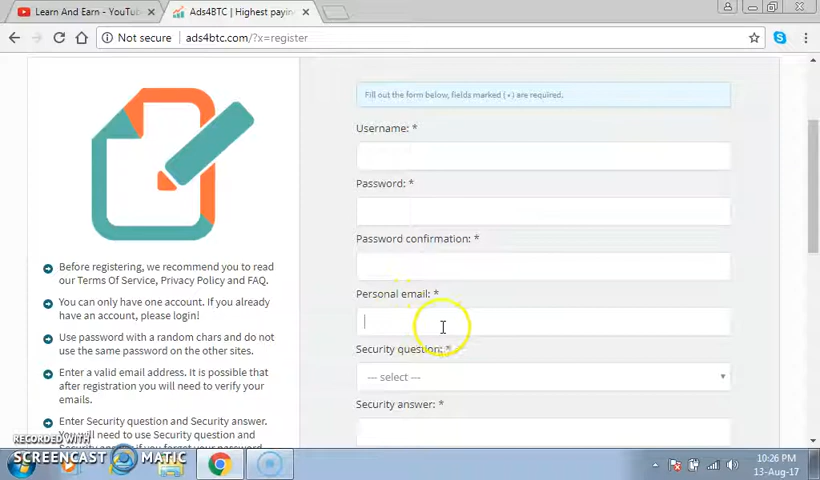 Learn And Earn - YouTu
Ads4BTC | Highest payin
Not secure
ads4btc.com/?x=register
Fill out the form below, fields marked (*) are required.
Username: *
Password: *
Password confirmation: *
Personal email: *
Security question: *
--- select ---
Security answer: *
Before registering, we recommend you to read
our Terms Of Service, Privacy Policy and FAQ.
You can only have one account. If you already
have an account, please login!
Use password with a random chars and do not
use the same password on the other sites.
Enter a valid email address. It is possible that
after registration you will need to verify your
emails.
Enter Security question and Security answer.
You will need to use Security question and
RECORDED WITH
SCREENCAST MATIC
10:26 PM
13-Aug-17